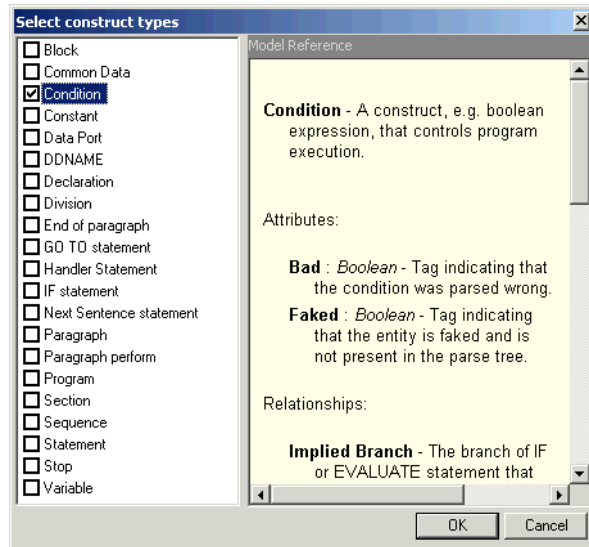 Select construct types
Block
Common Data
Condition
Constant
Data Port
DDNAME
Declaration
Division
End of paragraph
GO TO statement
Handler Statement
IF statement
Next Sentence statement
Paragraph
Paragraph perform
Program
Section
Sequence
Statement
Stop
Variable
Model Reference
Condition - A construct, e.g. boolean
expression, that controls program
execution.
Attributes:
Bad : Boolean - Tag indicating that
the condition was parsed wrong.
Faked : Boolean - Tag indicating
that the entity is faked and is
not present in the parse tree.
Relationships:
Implied Branch - The branch of IF
or EVALUATE statement that
OK
Cancel